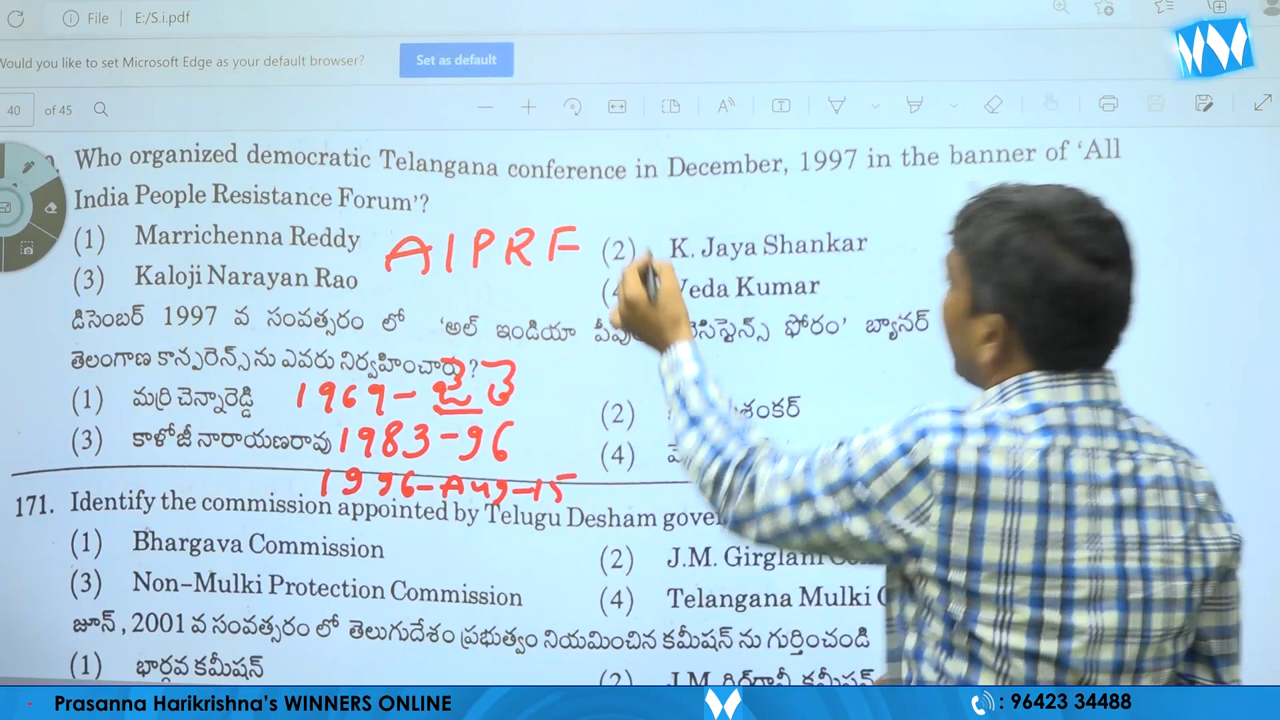 File E:/S.i.pdf
Would you like to set Microsoft Edge as your default browser? Set as default
40 of 45
Who organized democratic Telangana conference in December, 1997 in the banner of 'All
India People Resistance Forum'?
(1) Marrichenna Reddy AIPRF (2) K. Jaya Shankar
(3) Kaloji Narayan Rao Veda Kumar
డిసెంబర్ 1997 వ సంవత్సరం లో 'అల్ ఇండియా ఫోరం' బ్యానర్
తెలంగాణ కాన్ఫరెన్స్‌ను ఎవరు నిర్వహించారు?
(1) మర్రి చెన్నారెడ్డి 1969- జై తె (2)
(3) కాళోజీ నారాయణరావు 1983-96 (4)
1996-Aug-15
171. Identify the commission appointed by Telugu Desham
(1) Bhargava Commission (2) J.M. Girglani
(3) Non-Mulki Protection Commission (4) Telangana Mulki
జూన్, 2001 వ సంవత్సరం లో తెలుగుదేశం ప్రభుత్వం నియమించిన కమీషన్ ను గుర్తించండి
(1) భార్గవ కమీషన్ (2) J.M. గిర్‌గ్లానీ కమీషన్
Prasanna Harikrishna's WINNERS ONLINE : 96423 34488